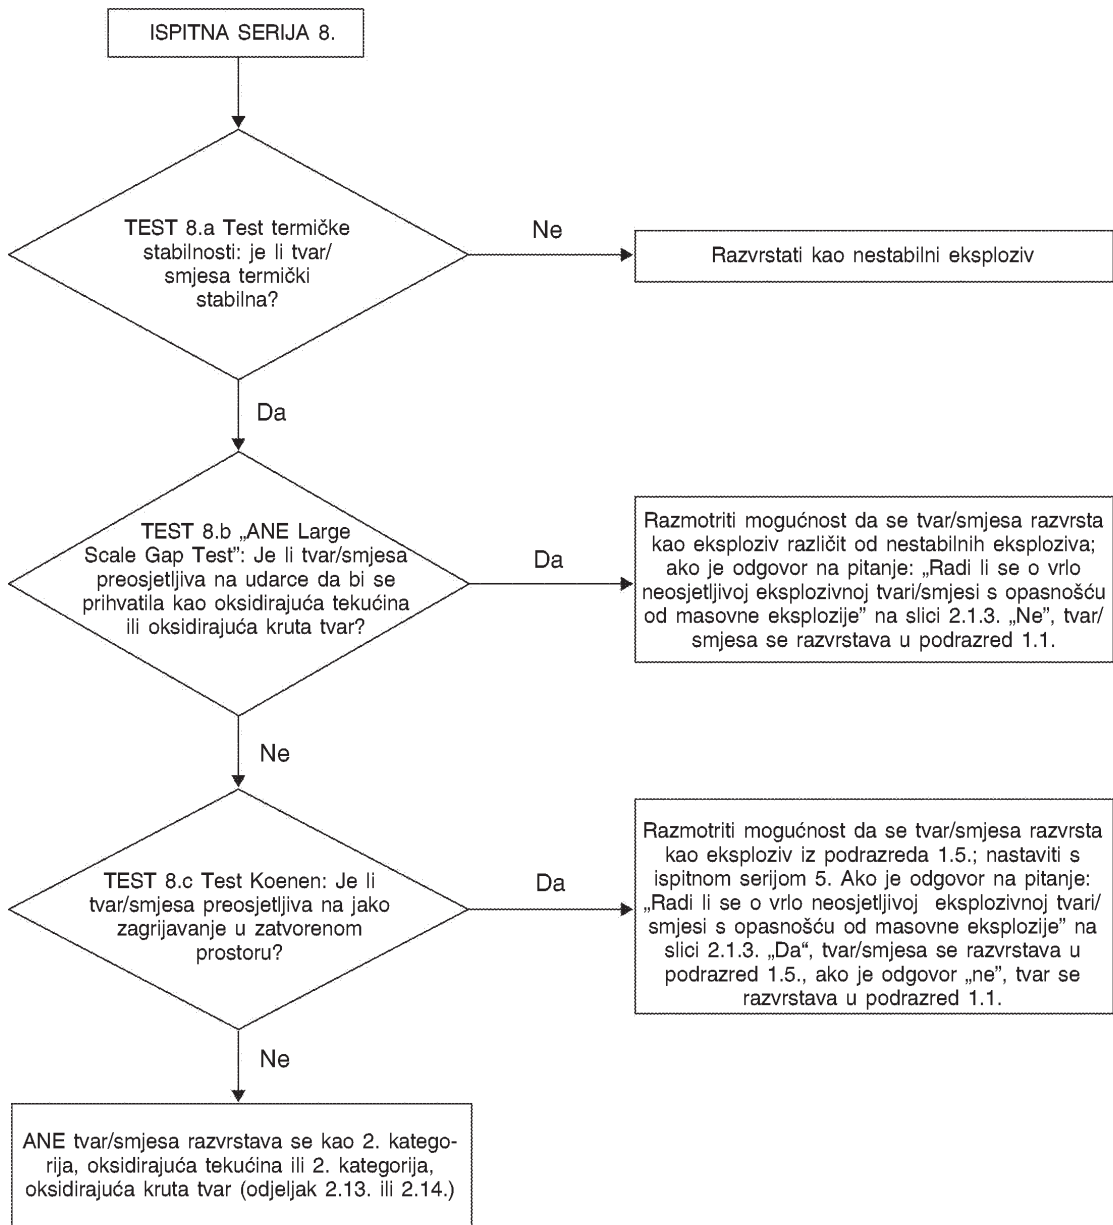 ISPITNA SERIJA 8.
TEST 8.a Test termičke
stabilnosti: je li tvar/
smjesa termički
stabilna?
Ne
Razvrstati kao nestabilni eksploziv
Da
TEST 8.b „ANE Large
Scale Gap Test”: Je li tvar/smjesa
preosjetljiva na udarce da bi se
prihvatila kao oksidirajuća tekućina
ili oksidirajuća kruta tvar?
Da
Razmotriti mogućnost da se tvar/smjesa razvrsta
kao eksploziv različit od nestabilnih eksploziva;
ako je odgovor na pitanje: „Radi li se o vrlo
neosjetljivoj eksplozivnoj tvari/smjesi s opasnošću
od masovne eksplozije” na slici 2.1.3. „Ne”, tvar/
smjesa se razvrstava u podrazred 1.1.
Ne
TEST 8.c Test Koenen: Je li
tvar/smjesa preosjetljiva na jako
zagrijavanje u zatvorenom
prostoru?
Da
Razmotriti mogućnost da se tvar/smjesa razvrsta
kao eksploziv iz podrazreda 1.5.; nastaviti s
ispitnom serijom 5. Ako je odgovor na pitanje:
„Radi li se o vrlo neosjetljivoj eksplozivnoj tvari/
smjesi s opasnošću od masovne eksplozije” na
slici 2.1.3. „Da“, tvar/smjesa se razvrstava u
podrazred 1.5., ako je odgovor „ne”, tvar se
razvrstava u podrazred 1.1.
Ne
ANE tvar/smjesa razvrstava se kao 2. katego-
rija, oksidirajuća tekućina ili 2. kategorija,
oksidirajuća kruta tvar (odjeljak 2.13. ili 2.14.)